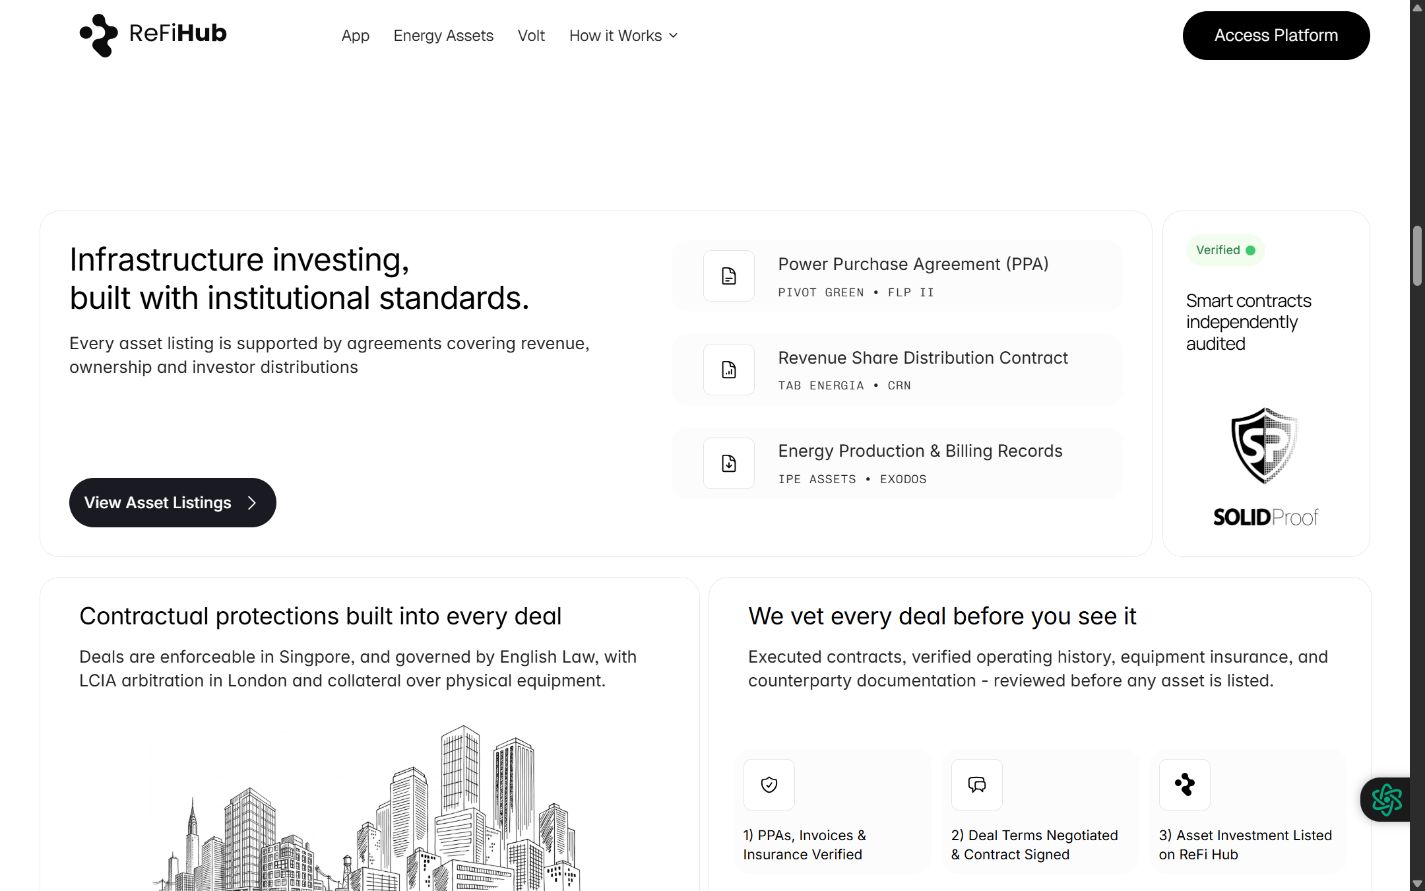 ReFiHub
App
Energy Assets
Volt
How it Works
Access Platform
Infrastructure investing,
built with institutional standards.
Every asset listing is supported by agreements covering revenue,
ownership and investor distributions
View Asset Listings
Power Purchase Agreement (PPA)
PIVOT GREEN • FLP II
Revenue Share Distribution Contract
TAB ENERGIA • CRN
Energy Production & Billing Records
IPE ASSETS • EXODOS
Verified
Smart contracts
independently
audited
SP
SOLIDProof
Contractual protections built into every deal
Deals are enforceable in Singpore, and governed by English Law, with
LCIA arbitration in London and collateral over physical equipment.
We vet every deal before you see it
Executed contracts, verified operating history, equipment insurance, and
counterparty documentation - reviewed before any asset is listed.
1) PPAs, Invoices &
Insurance Verified
2) Deal Terms Negotiated
& Contract Signed
3) Asset Investment Listed
on ReFi Hub